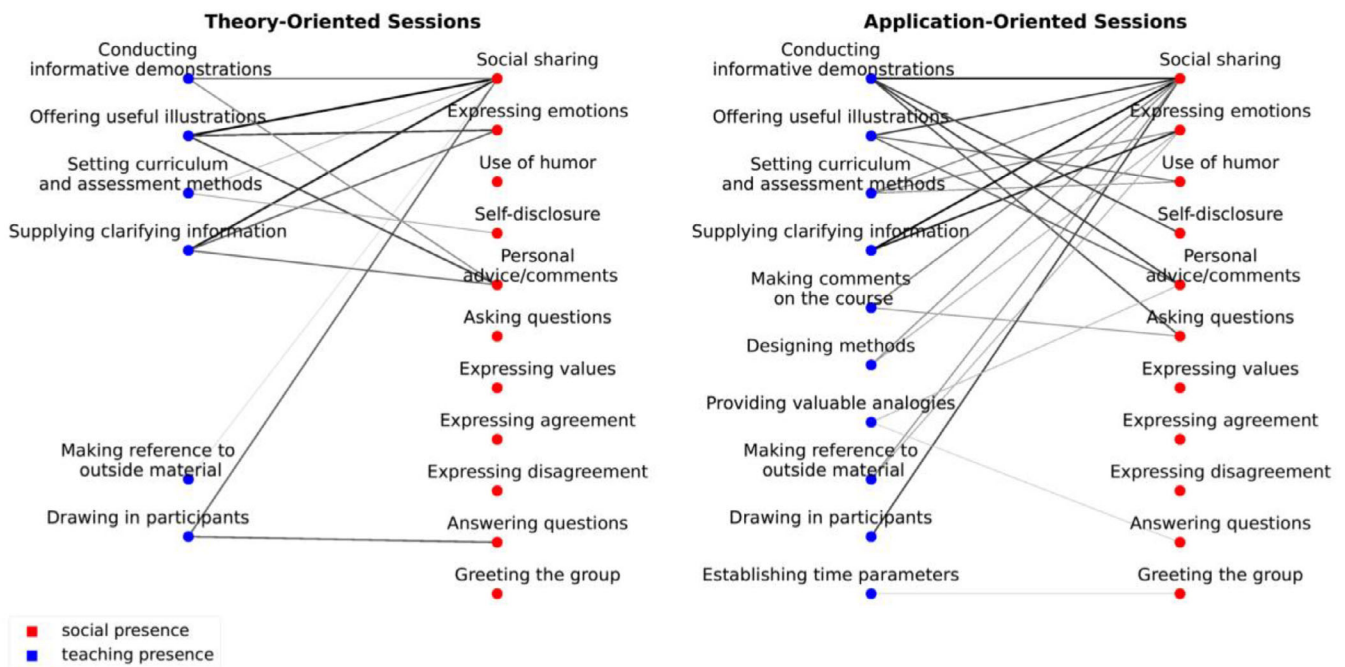 Theory-Oriented Sessions
Conducting
informative demonstrations
Offering useful illustrations
Setting curriculum
and assessment methods
Supplying clarifying information
Making reference to
outside material
Drawing in participants
Social sharing
Expressing emotions
Use of humor
Self-disclosure
Personal
advice/comments
Asking questions
Expressing values
Expressing agreement
Expressing disagreement
Answering questions
Greeting the group
social presence
teaching presence
Application-Oriented Sessions
Conducting
informative demonstrations
Offering useful illustrations
Setting curriculum
and assessment methods
Supplying clarifying information
Making comments
on the course
Designing methods
Providing valuable analogies
Making reference to
outside material
Drawing in participants
Establishing time parameters
Social sharing
Expressing emotions
Use of humor
Self-disclosure
Personal
advice/comments
Asking questions
Expressing values
Expressing agreement
Expressing disagreement
Answering questions
Greeting the group